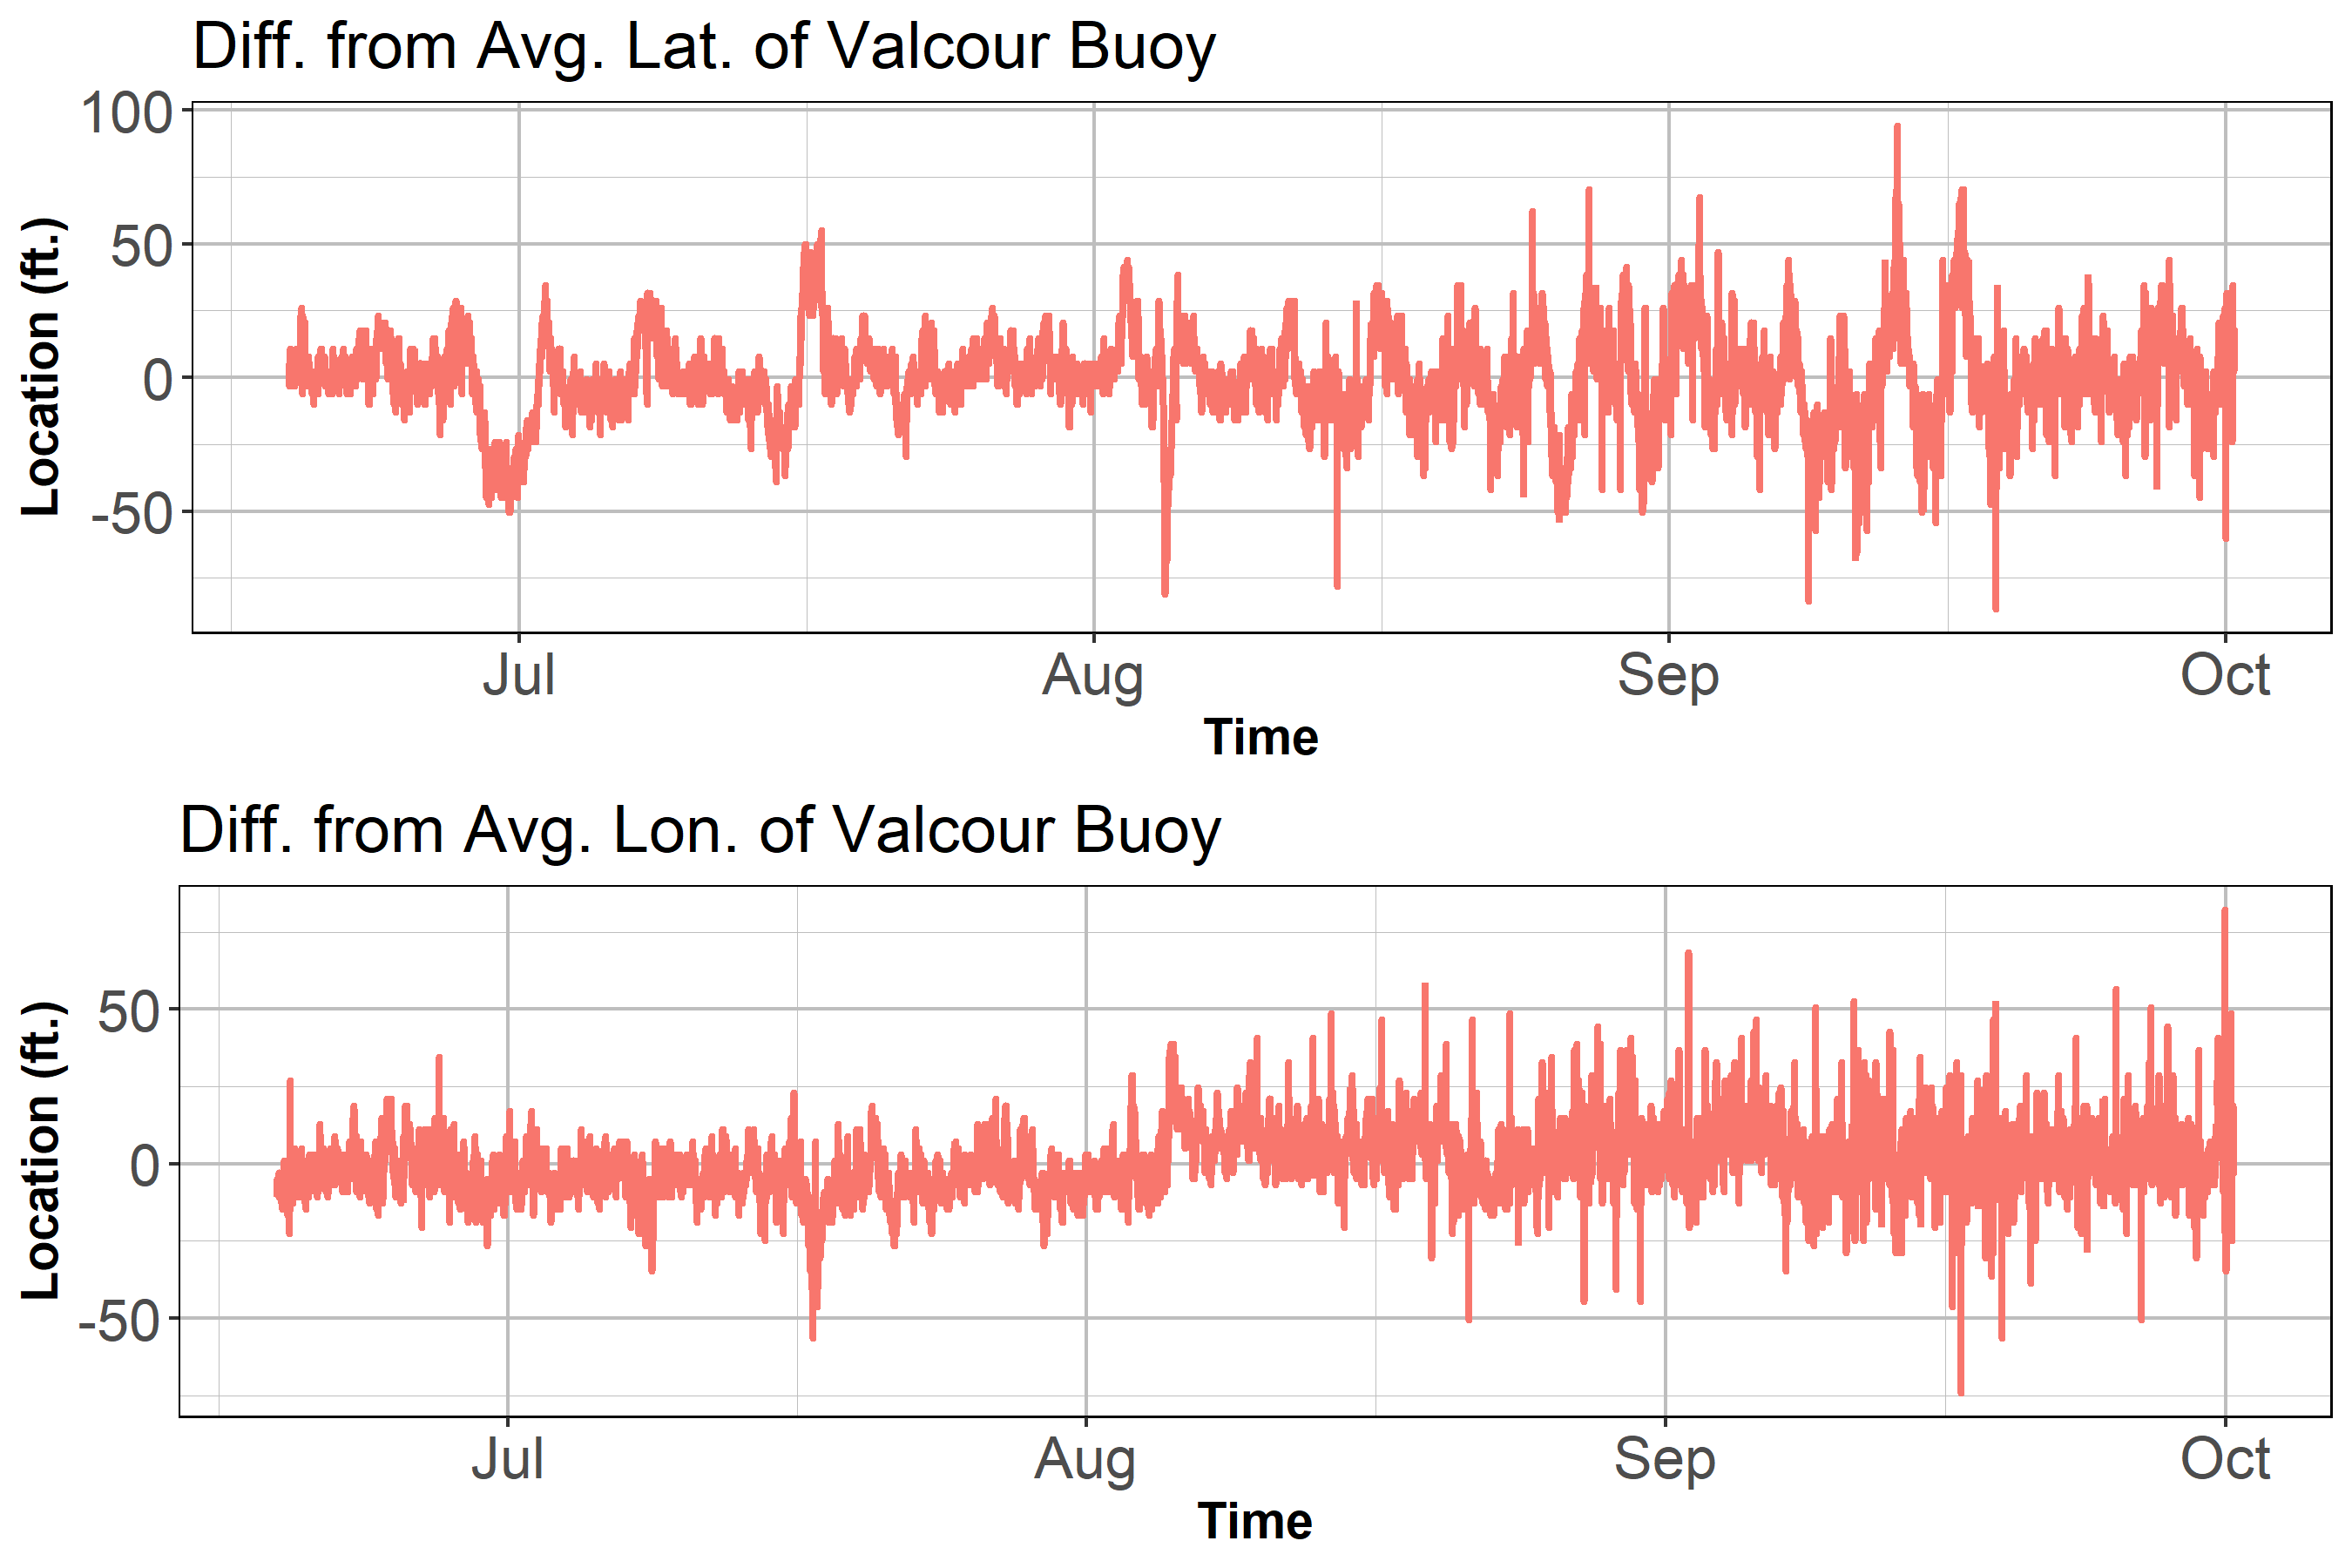 Diff. from Avg. Lat. of Valcour Buoy
100
50
0
-50
Location (ft.)
Jul Aug Sep Oct
Time
Diff. from Avg. Lon. of Valcour Buoy
50
0
-50
Location (ft.)
Jul Aug Sep Oct
Time